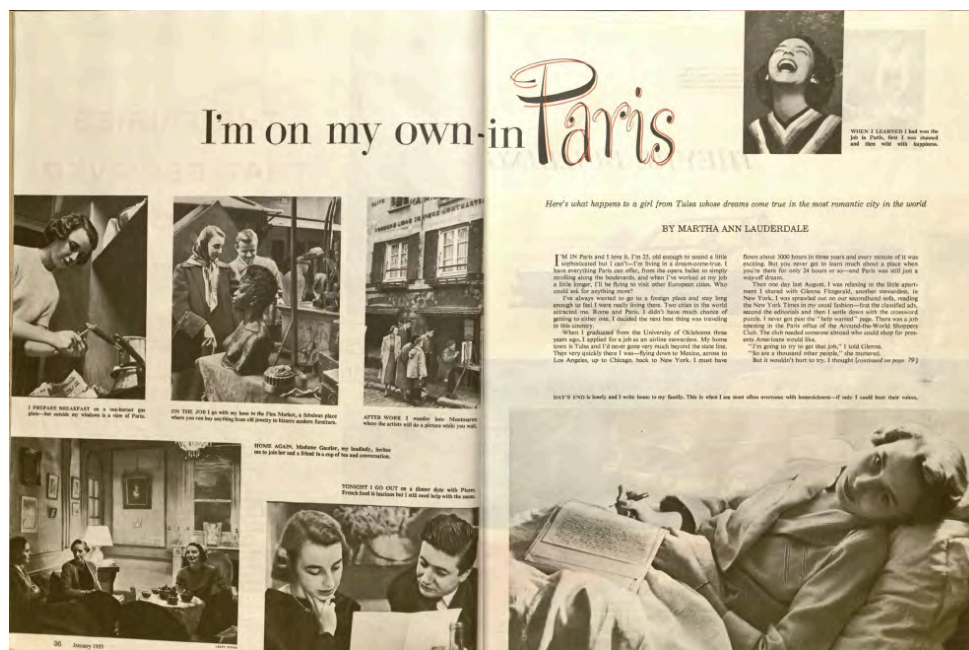 I'm on my own-in Paris
WHEN I LEARNED I had won the
job in Paris, first I was stunned
and then wild with happiness.
Here's what happens to a girl from Tulsa whose dreams come true in the most romantic city in the world
BY MARTHA ANN LAUDERDALE
I'M IN Paris and I love it. I'm 25, old enough to sound a little
sophisticated but I can't—I'm living in a dream-come-true. I
have everything Paris can offer, from the opera ballet to simply
strolling along the boulevards, and when I've worked at my job
a little longer, I'll be flying to visit other European cities. Who
could ask for anything more?
I've always wanted to go to a foreign place and stay long
enough to feel I were really living there. Two cities in the world
attracted me, Rome and Paris. I didn't have much chance of
getting to either one. I decided the next best thing was traveling
in this country.
When I graduated from the University of Oklahoma three
years ago, I applied for a job as an airline stewardess. My home
town is Tulsa and I'd never gone very much beyond the state line.
Then very quickly there I was—flying down to Mexico, across to
Los Angeles, up to Chicago, back to New York. I must have
flown about 3000 hours in three years and every minute of it was
exciting. But you never get to learn much about a place when
you're there for only 24 hours or so—and Paris was still just a
way-off dream.
Then one day last August, I was relaxing in the little apart-
ment I shared with Glenna Fitzgerald, another stewardess, in
New York. I was sprawled out on our secondhand sofa, reading
the New York Times in my usual fashion—first the classified ads,
second the editorials and then I settle down with the crossword
puzzle. I never got past the "help wanted" page. There was a job
opening in the Paris office of the Around-the-World Shoppers
Club. The club needed someone abroad who could shop for pres-
ents Americans would like.
"I'm going to try to get that job," I told Glenna.
"So are a thousand other people," she muttered.
But it wouldn't hurt to try, I thought [continued on page 79]
I PREPARE BREAKFAST on a one-burner gas
plate—but outside my windows is a view of Paris.
ON THE JOB I go with my boss to the Flea Market, a fabulous place
where you can buy anything from old jewelry to bizarre modern furniture.
AFTER WORK I wander into Montmartre
where the artists will do a picture while you wait.
HOME AGAIN, Madame Gautier, my landlady, invites
me to join her and a friend in a cup of tea and conversation.
TONIGHT I GO OUT on a dinner date with Pierre.
French food is luscious but I still need help with the menu.
DAY'S END is lonely and I write home to my family. This is when I am most often overcome with homesickness—if only I could hear their voices.
36 January 1955